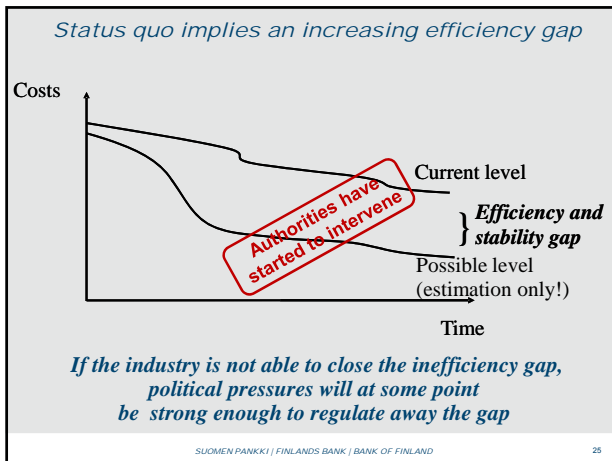 Status quo implies an increasing efficiency gap
Costs
Current level
Authorities have
started to intervene
} Efficiency and
stability gap
Possible level
(estimation only!)
Time
If the industry is not able to close the inefficiency gap,
political pressures will at some point
be strong enough to regulate away the gap
SUOMEN PANKKI | FINLANDS BANK | BANK OF FINLAND
25